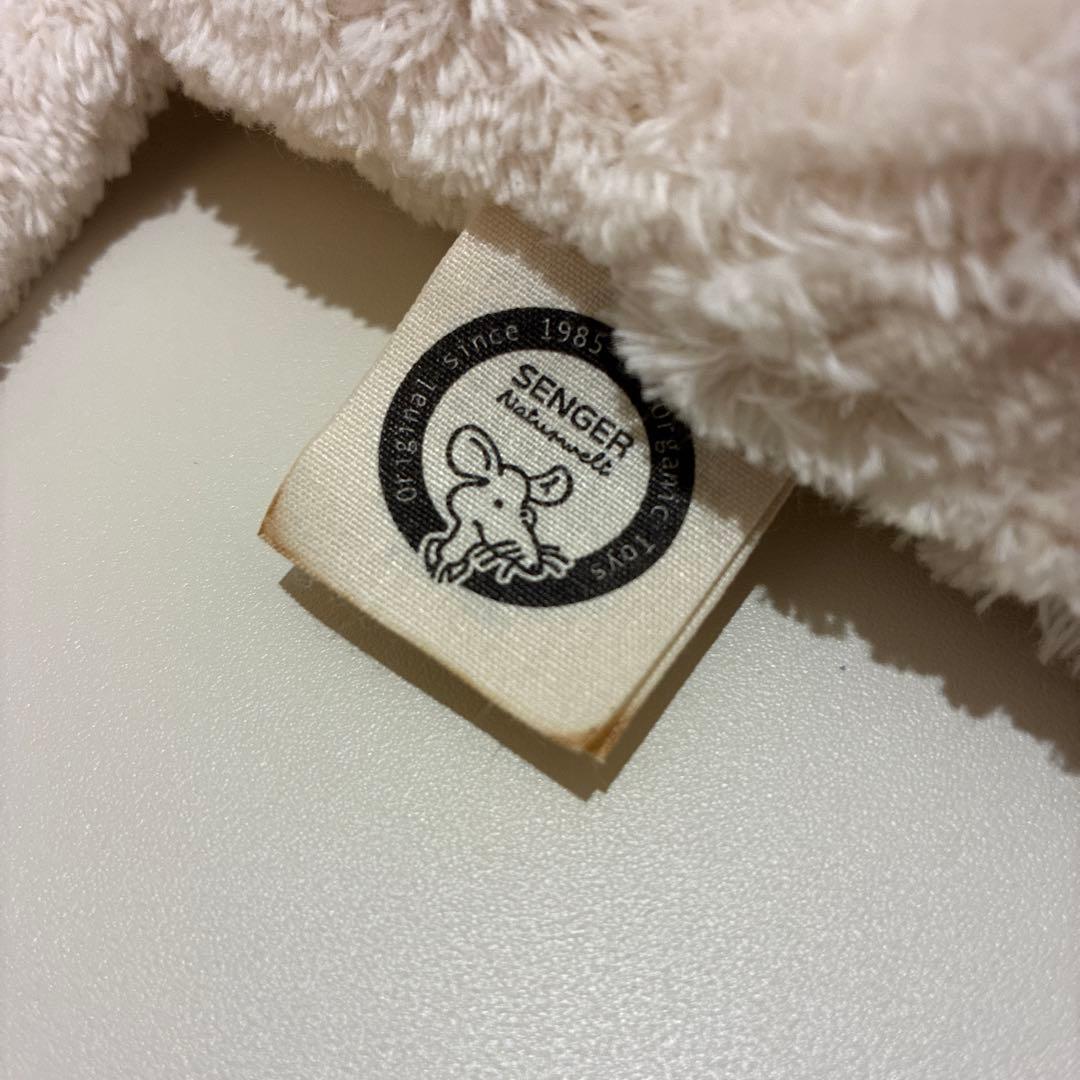 Original since 1985
Organic Toys
SENGER
Naturwelt